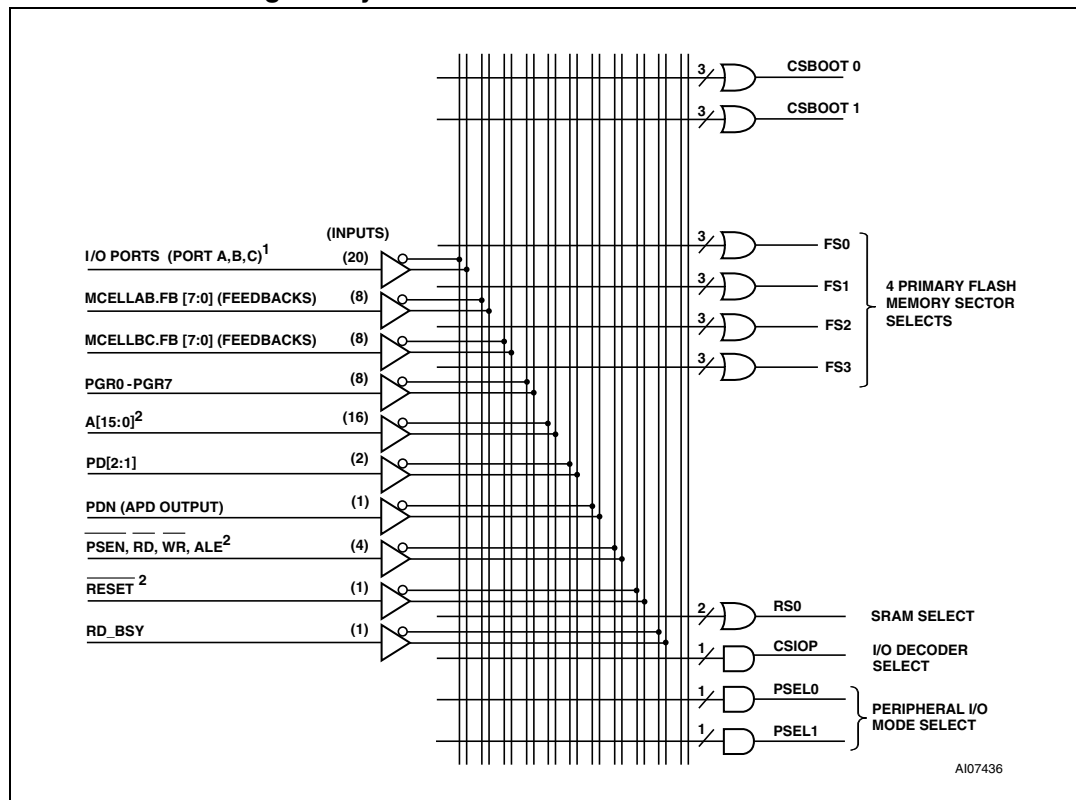 3 CSBOOT 0
3 CSBOOT 1
(INPUTS)
I/O PORTS (PORT A,B,C)1 (20)
MCELLAB.FB [7:0] (FEEDBACKS) (8)
MCELLBC.FB [7:0] (FEEDBACKS) (8)
PGR0 -PGR7 (8)
A[15:0]2 (16)
PD[2:1] (2)
PDN (APD OUTPUT) (1)
PSEN, RD, WR, ALE2 (4)
RESET 2 (1)
RD_BSY (1)
3 FS0
3 FS1
3 FS2
3 FS3
4 PRIMARY FLASH
MEMORY SECTOR
SELECTS
2 RS0 SRAM SELECT
1 CSIOP I/O DECODER
SELECT
1 PSEL0
1 PSEL1
PERIPHERAL I/O
MODE SELECT
AI07436